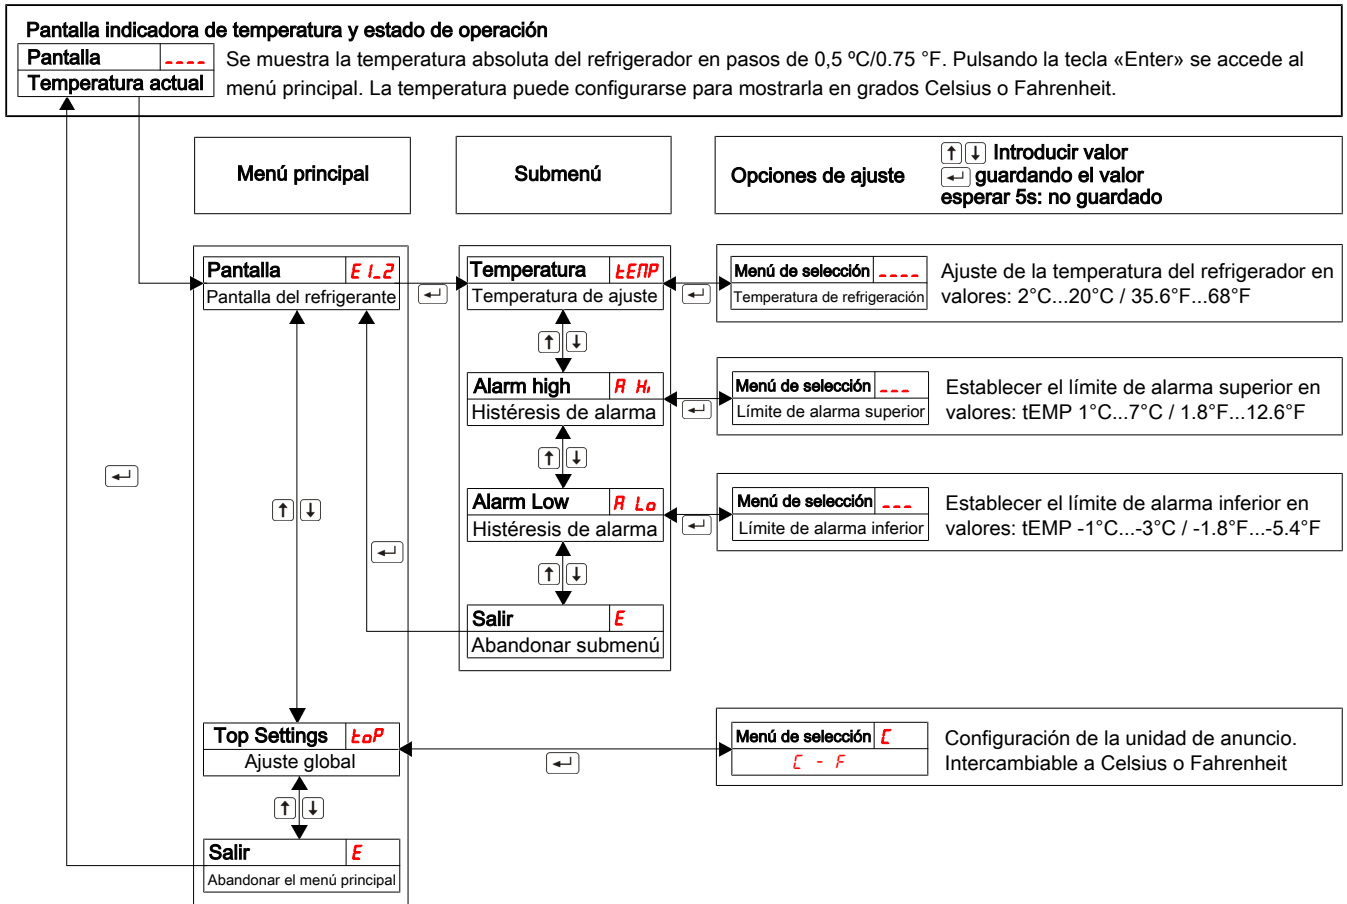 Pantalla indicadora de temperatura y estado de operación
Pantalla ----
Temperatura actual
Se muestra la temperatura absoluta del refrigerador en pasos de 0,5 ºC/0.75 °F. Pulsando la tecla «Enter» se accede al
menú principal. La temperatura puede configurarse para mostrarla en grados Celsius o Fahrenheit.
Menú principal
Submenú
Opciones de ajuste
↑ ↓ Introducir valor
↵ guardando el valor
esperar 5s: no guardado
Pantalla E1_2
Pantalla del refrigerante
↵
Temperatura tEMP
Temperatura de ajuste
↵
Menú de selección ----
Temperatura de refrigeración
Ajuste de la temperatura del refrigerador en
valores: 2°C...20°C / 35.6°F...68°F
↑ ↓
Alarm high A Hi
Histéresis de alarma
↵
Menú de selección ---
Límite de alarma superior
Establecer el límite de alarma superior en
valores: tEMP 1°C...7°C / 1.8°F...12.6°F
↵
↑ ↓
Alarm Low A Lo
Histéresis de alarma
↵
Menú de selección ---
Límite de alarma inferior
Establecer el límite de alarma inferior en
valores: tEMP -1°C...-3°C / -1.8°F...-5.4°F
↑ ↓
↵
↑ ↓
Salir E
Abandonar submenú
Top Settings toP
Ajuste global
↵
Menú de selección C
C - F
Configuración de la unidad de anuncio.
Intercambiable a Celsius o Fahrenheit
↑ ↓
Salir E
Abandonar el menú principal